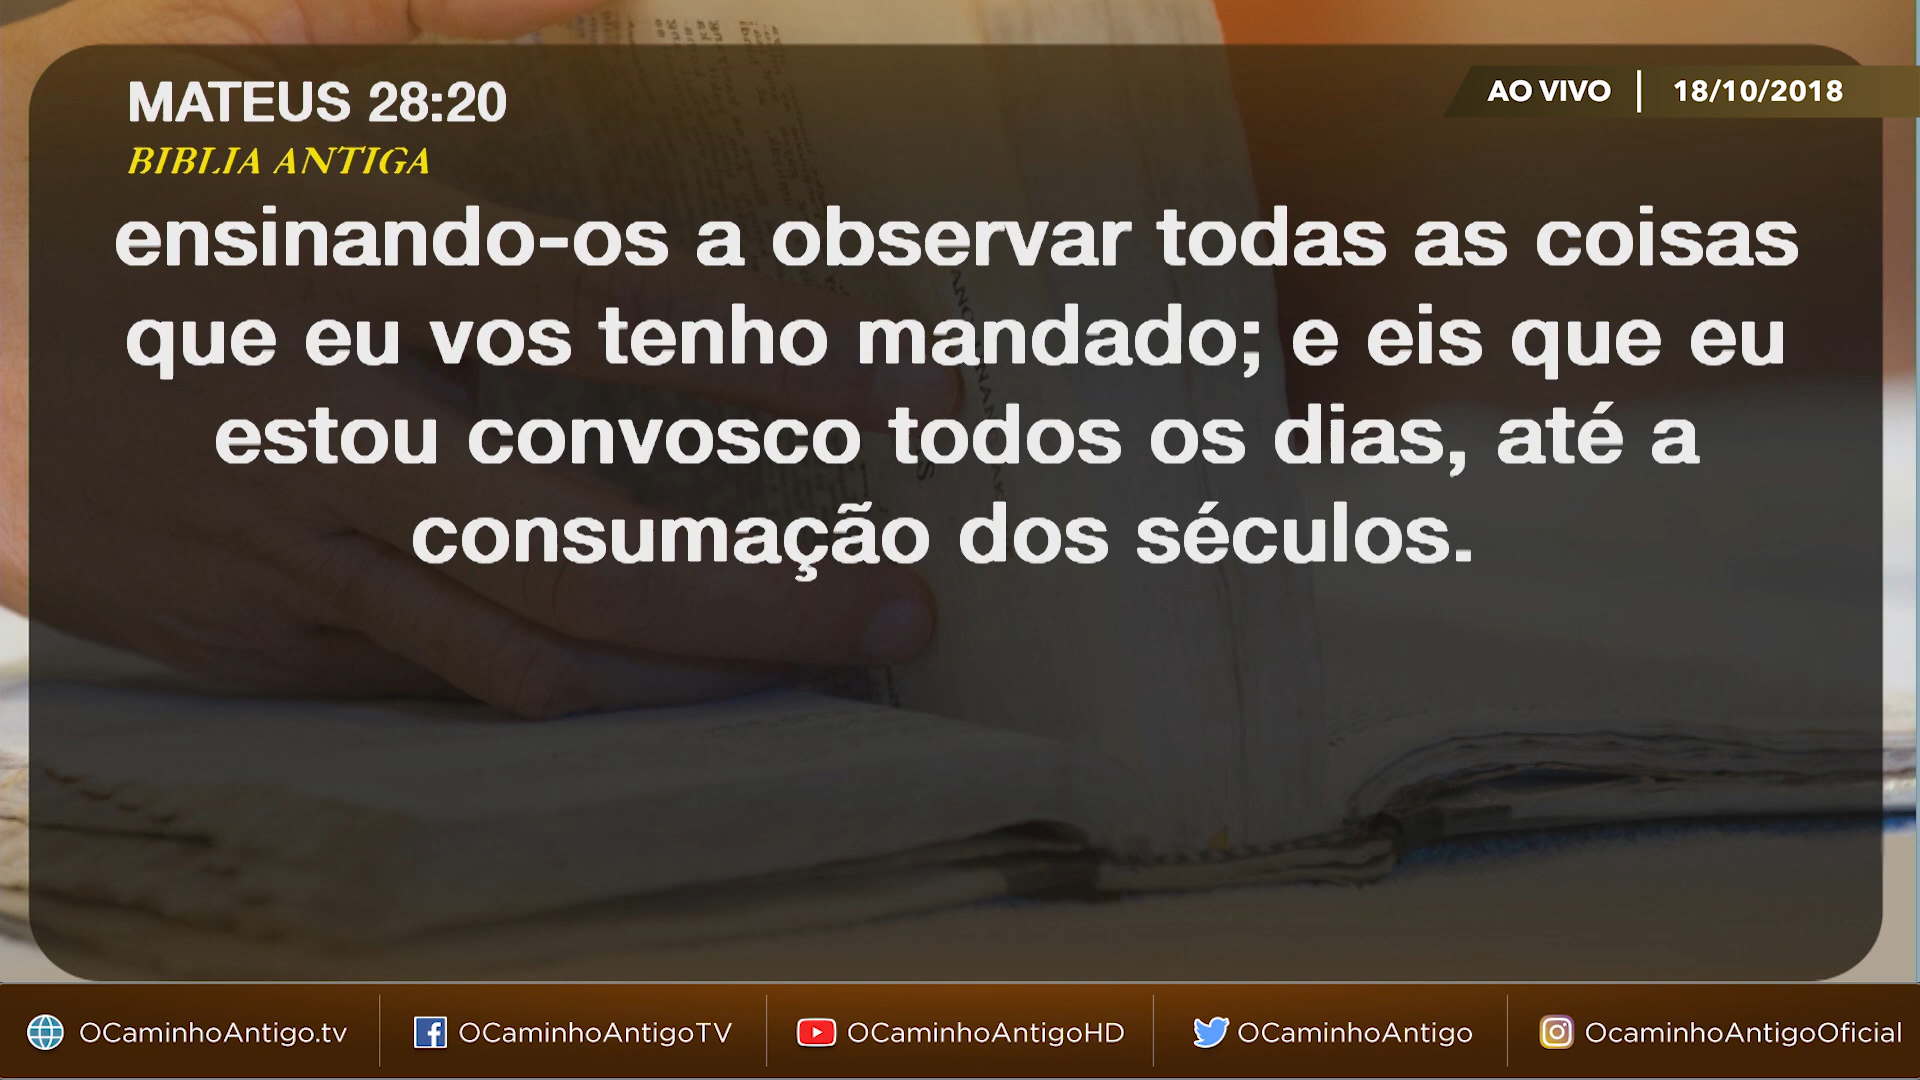 MATEUS 28:20
AO VIVO | 18/10/2018
BIBLIA ANTIGA
ensinando-os a observar todas as coisas
que eu vos tenho mandado; e eis que eu
estou convosco todos os dias, até a
consumação dos séculos.
OCaminhoAntigo.tv
OCaminhoAntigoTV
OCaminhoAntigoHD
OCaminhoAntigo
OcaminhoAntigoOficial